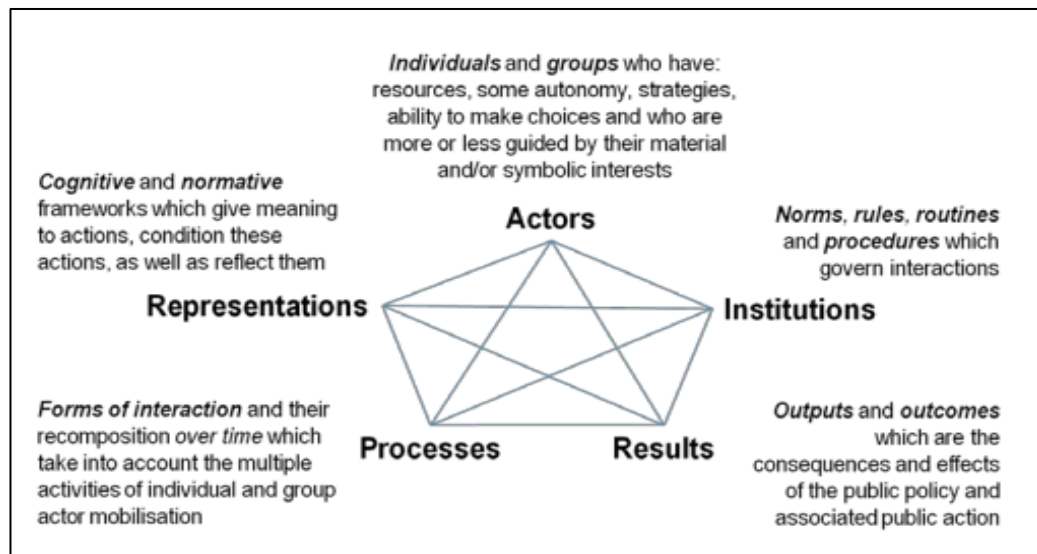 Individuals and groups who have:
resources, some autonomy, strategies,
ability to make choices and who are
more or less guided by their material
and/or symbolic interests
Actors
Cognitive and normative
frameworks which give meaning
to actions, condition these
actions, as well as reflect them
Representations
Norms, rules, routines
and procedures which
govern interactions
Institutions
Forms of interaction and their
recomposition over time which
take into account the multiple
activities of individual and group
actor mobilisation
Processes
Results
Outputs and outcomes
which are the
consequences and effects
of the public policy and
associated public action